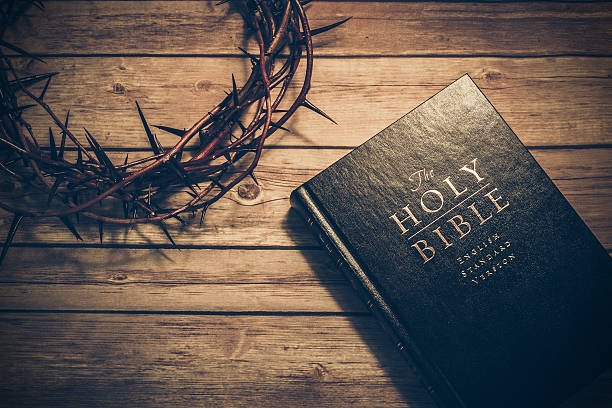 The
HOLY
BIBLE
ENGLISH
STANDARD
VERSION